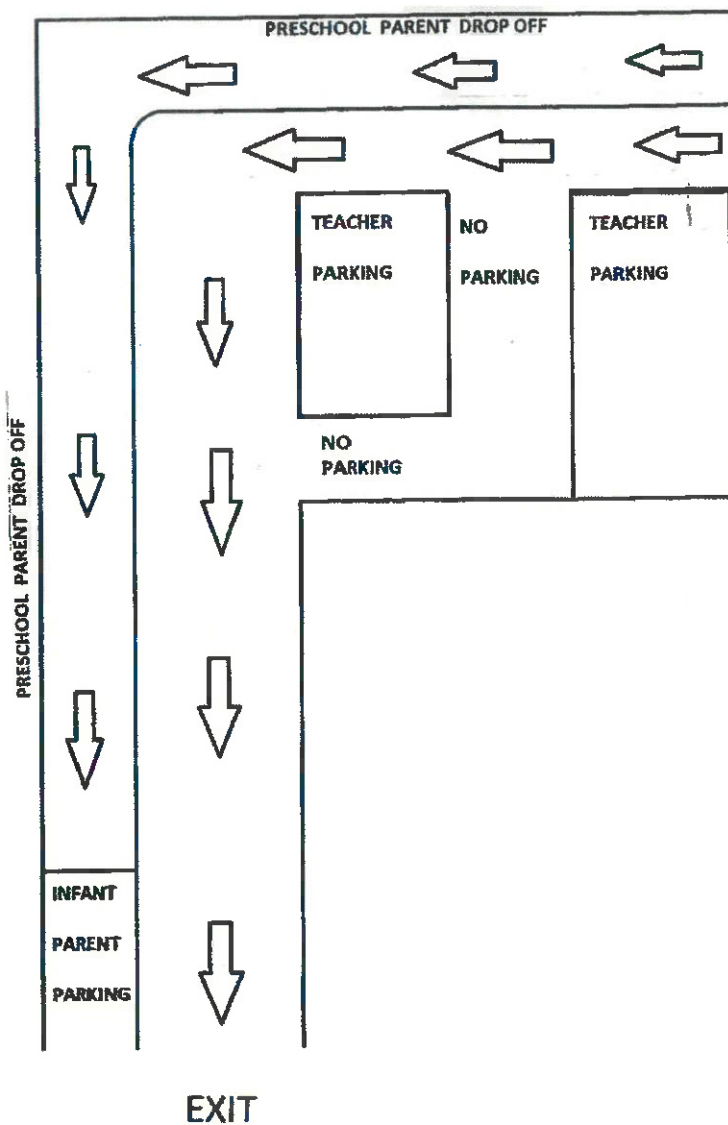 PRESCHOOL PARENT DROP OFF
TEACHER
PARKING
NO
PARKING
TEACHER
PARKING
NO
PARKING
PRESCHOOL PARENT DROP OFF
INFANT
PARENT
PARKING
EXIT